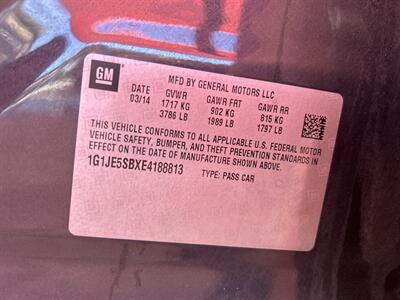 GM
MFD BY GENERAL MOTORS LLC
DATE GVWR GAWR FRT GAWR RR
03/14 1717 KG 902 KG 815 KG
3786 LB 1989 LB 1797 LB
THIS VEHICLE CONFORMS TO ALL APPLICABLE U.S. FEDERAL MOTOR
VEHICLE SAFETY, BUMPER, AND THEFT PREVENTION STANDARDS IN
EFFECT ON THE DATE OF MANUFACTURE SHOWN ABOVE.
1G1JE5SBXE4188813 TYPE: PASS CAR